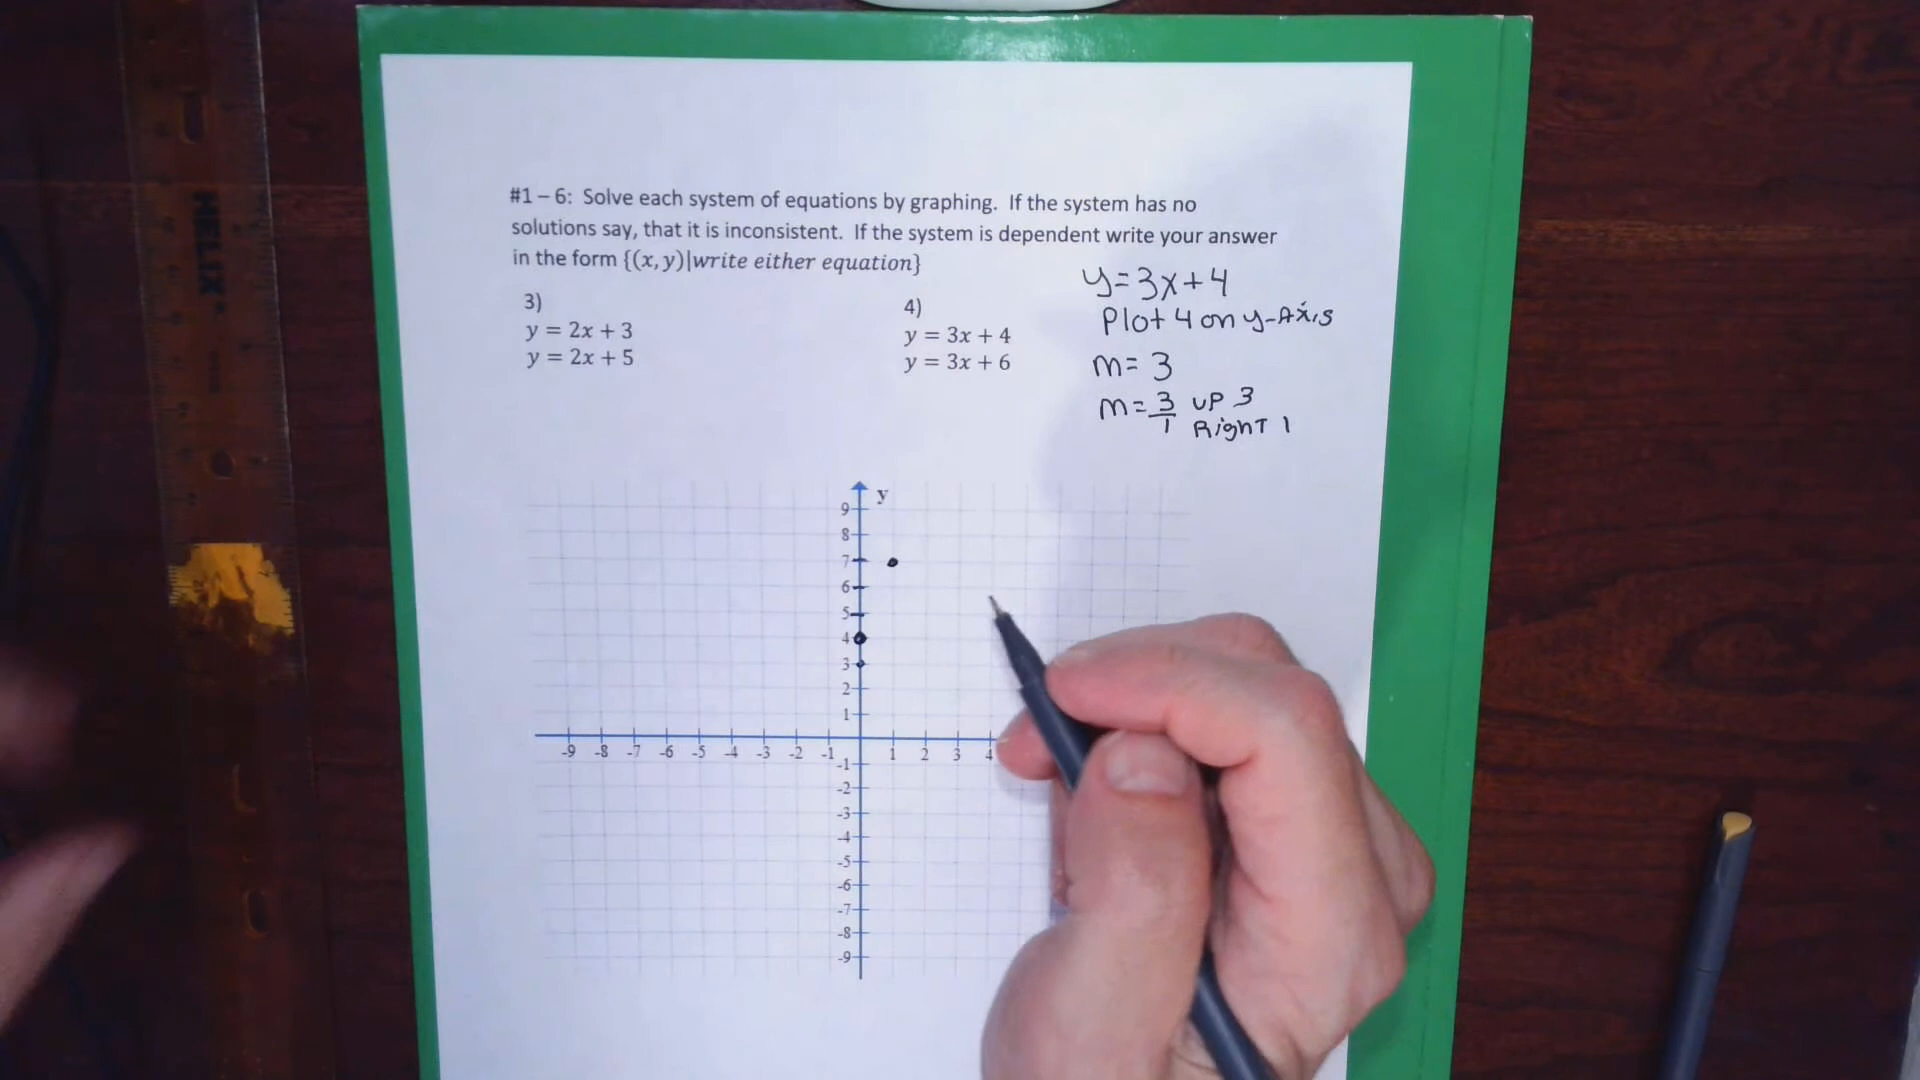 HELIX
#1 – 6: Solve each system of equations by graphing. If the system has no
solutions say, that it is inconsistent. If the system is dependent write your answer
in the form {(x, y)|write either equation}
3)
y = 2x + 3
y = 2x + 5
4)
y = 3x + 4
y = 3x + 6
y=3x+4
Plot 4 on y-Axis
m= 3
m= 3/1 UP 3
Right 1
y
9
8
7
6
5
4
3
2
1
-9 -8 -7 -6 -5 -4 -3 -2 -1 1 2 3 4
-1
-2
-3
-4
-5
-6
-7
-8
-9